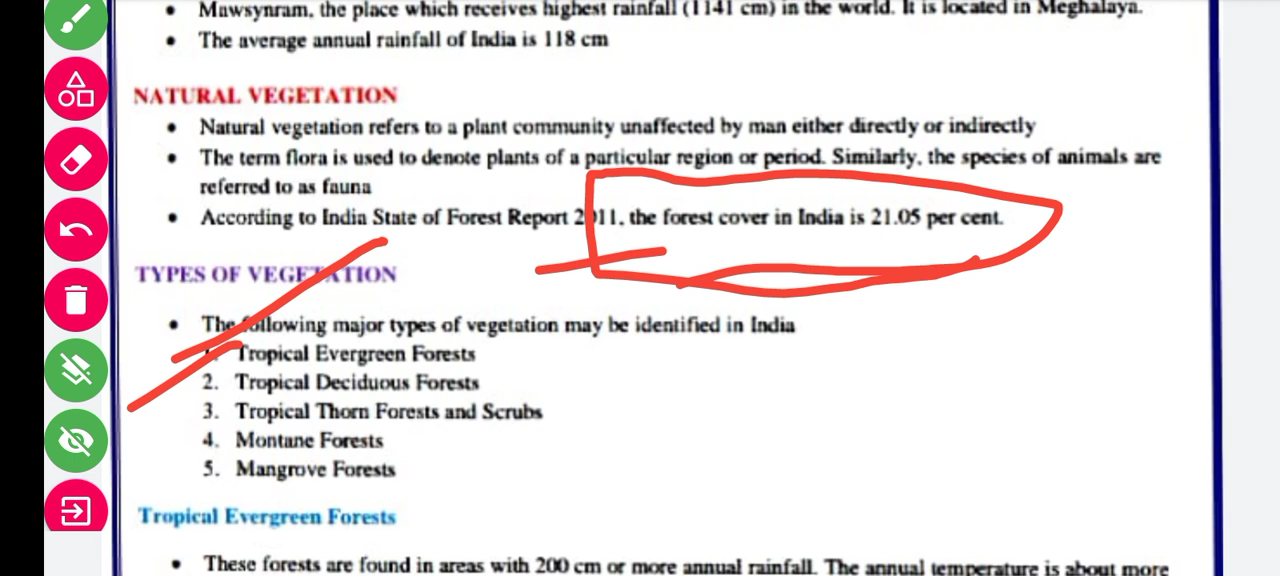 • Mawsynram, the place which receives highest rainfall (1141 cm) in the world. It is located in Meghalaya.
• The average annual rainfall of India is 118 cm
NATURAL VEGETATION
• Natural vegetation refers to a plant community unaffected by man either directly or indirectly
• The term flora is used to denote plants of a particular region or period. Similarly, the species of animals are
referred to as fauna
• According to India State of Forest Report 2011, the forest cover in India is 21.05 per cent.
TYPES OF VEGETATION
• The following major types of vegetation may be identified in India
1. Tropical Evergreen Forests
2. Tropical Deciduous Forests
3. Tropical Thorn Forests and Scrubs
4. Montane Forests
5. Mangrove Forests
Tropical Evergreen Forests
• These forests are found in areas with 200 cm or more annual rainfall. The annual temperature is about more